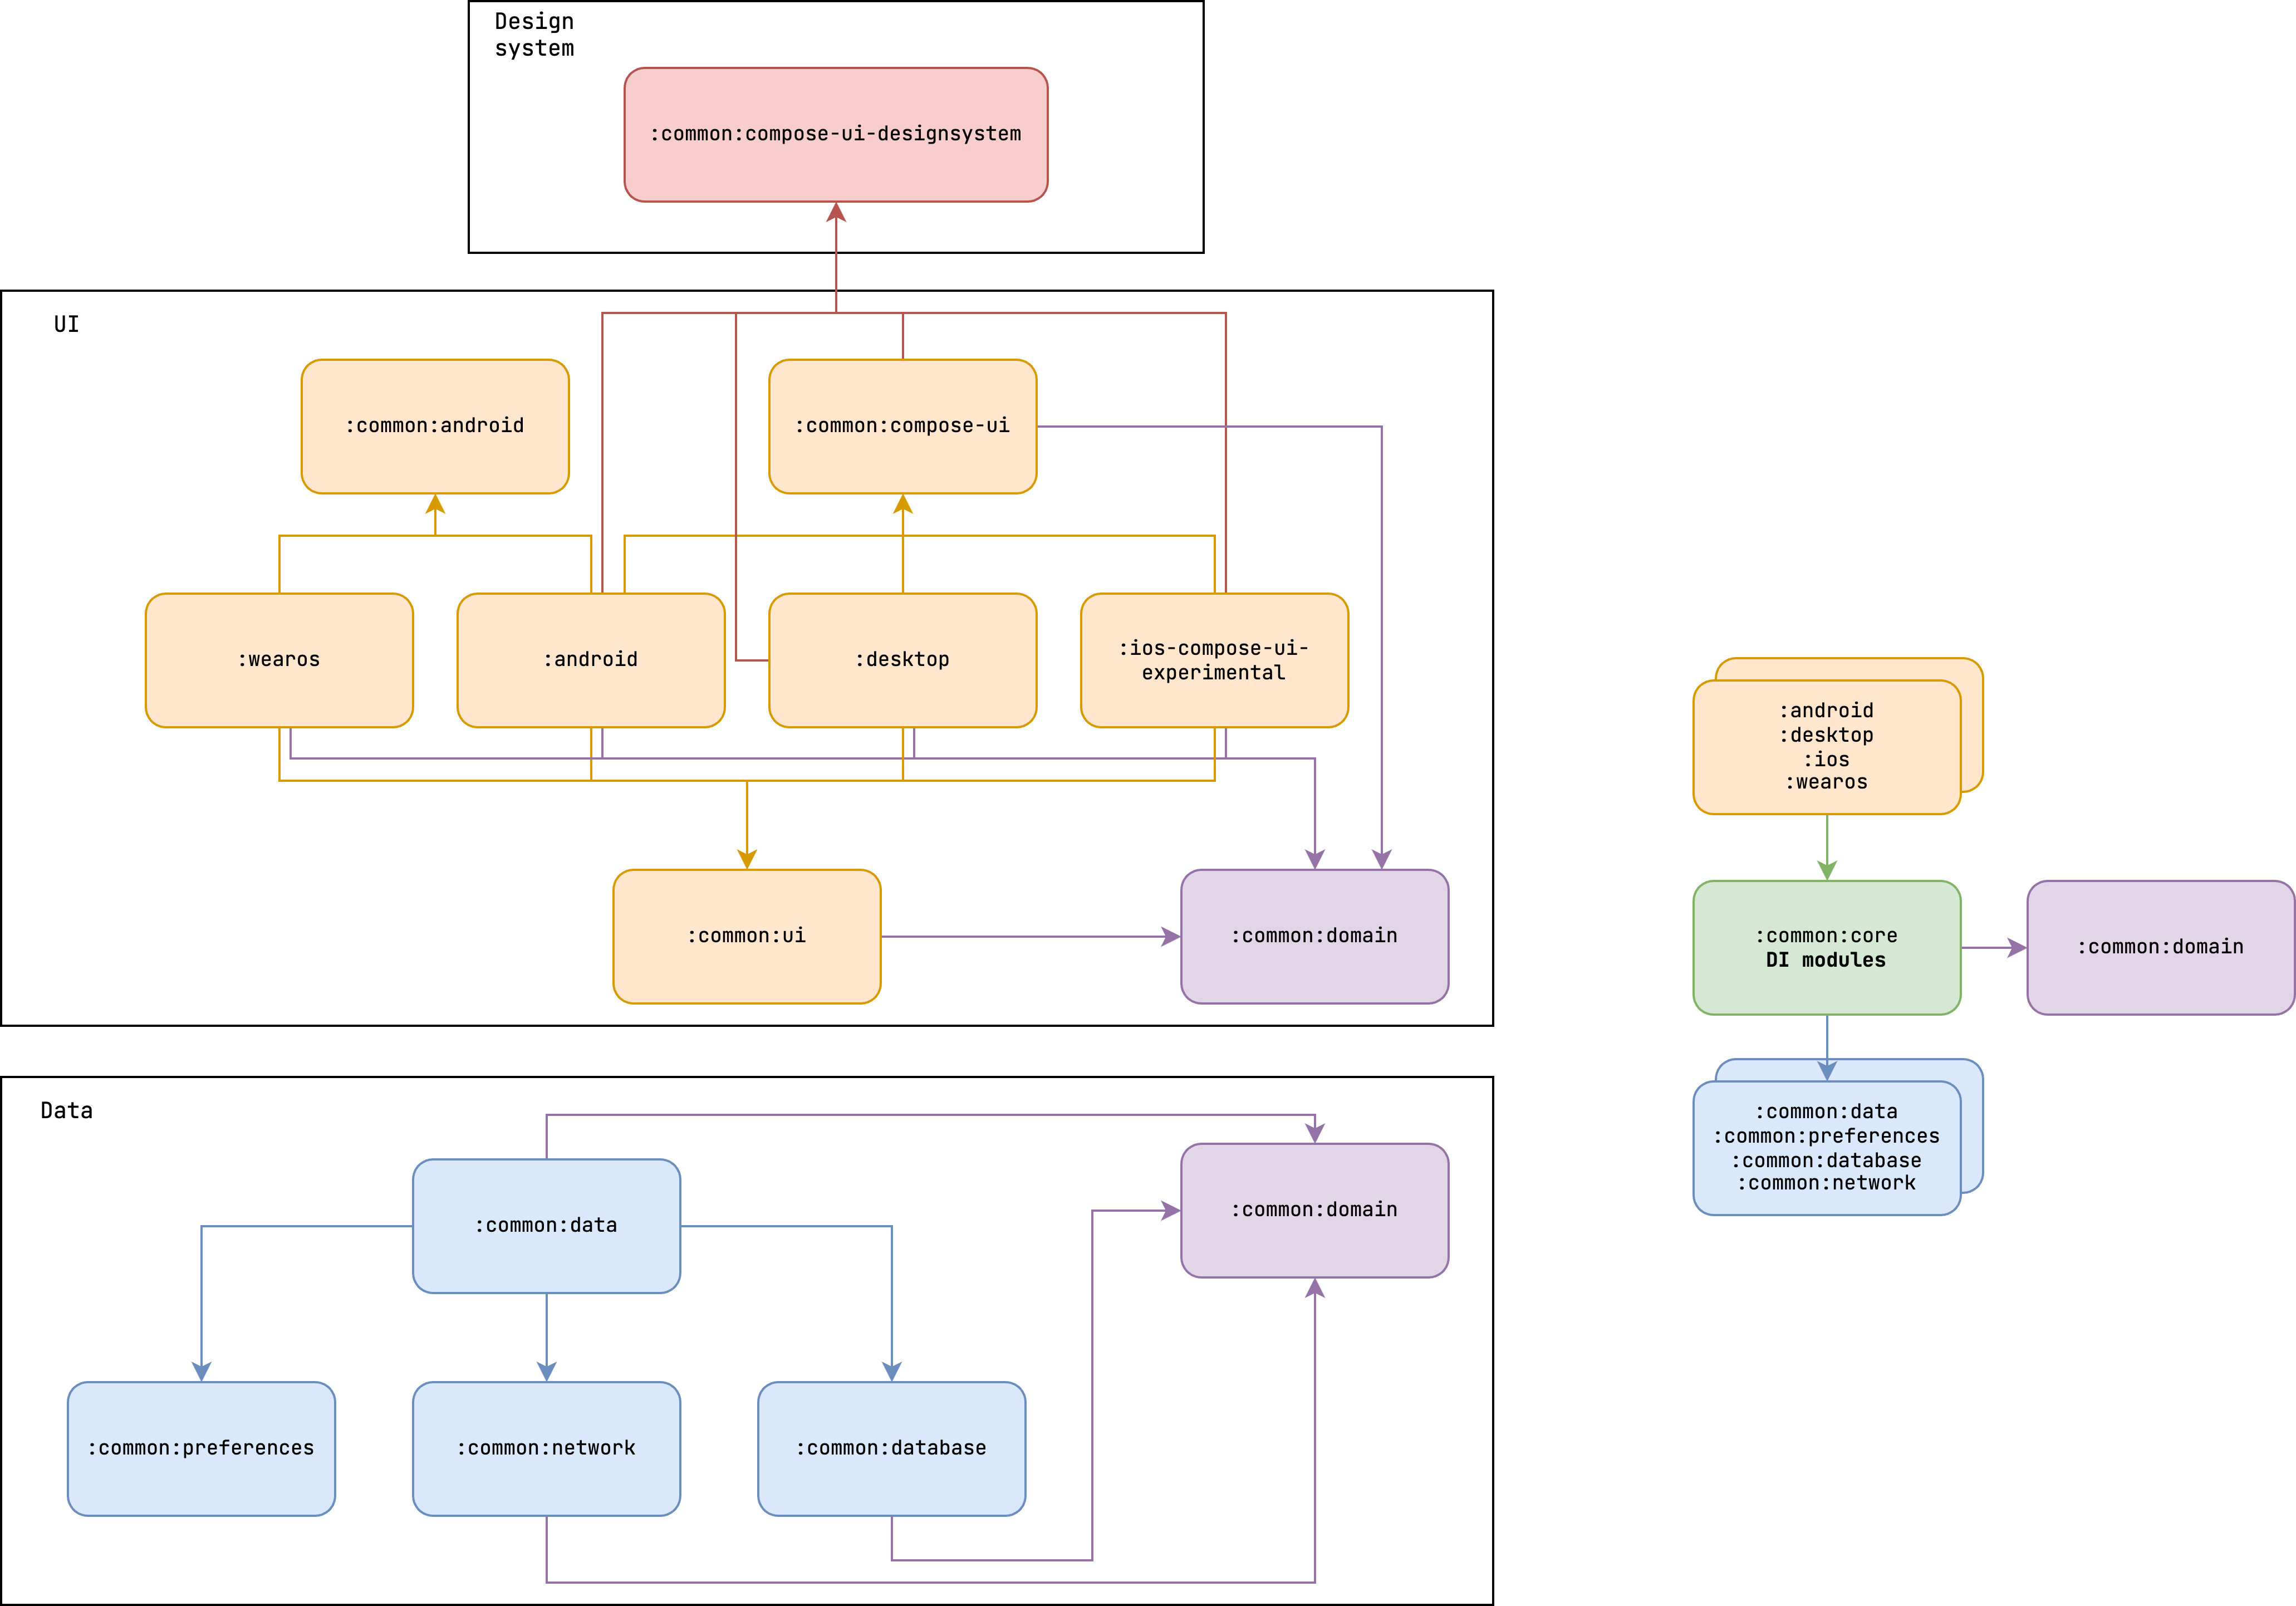 Design
system
:common:compose-ui-designsystem
UI
:common:android
:common:compose-ui
:wearos
:android
:desktop
:ios-compose-ui-
experimental
:common:ui
:common:domain
Data
:common:data
:common:domain
:common:preferences
:common:network
:common:database
:android
:desktop
:ios
:wearos
:common:core
DI modules
:common:domain
:common:data
:common:preferences
:common:database
:common:network